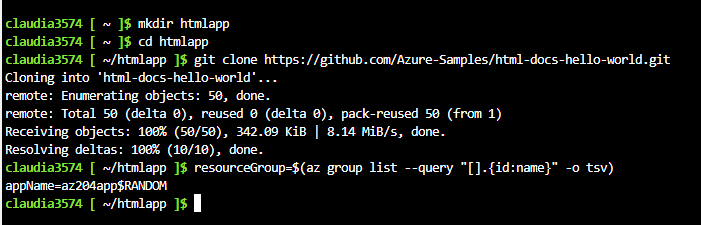 claudia3574 [ ~ ]$ mkdir htmlapp
claudia3574 [ ~ ]$ cd htmlapp
claudia3574 [ ~/htmlapp ]$ git clone https://github.com/Azure-Samples/html-docs-hello-world.git
Cloning into 'html-docs-hello-world'...
remote: Enumerating objects: 50, done.
remote: Total 50 (delta 0), reused 0 (delta 0), pack-reused 50 (from 1)
Receiving objects: 100% (50/50), 342.09 KiB | 8.14 MiB/s, done.
Resolving deltas: 100% (10/10), done.
claudia3574 [ ~/htmlapp ]$ resourceGroup=$(az group list --query "[].{id:name}" -o tsv)
appName=az204app$RANDOM
claudia3574 [ ~/htmlapp ]$